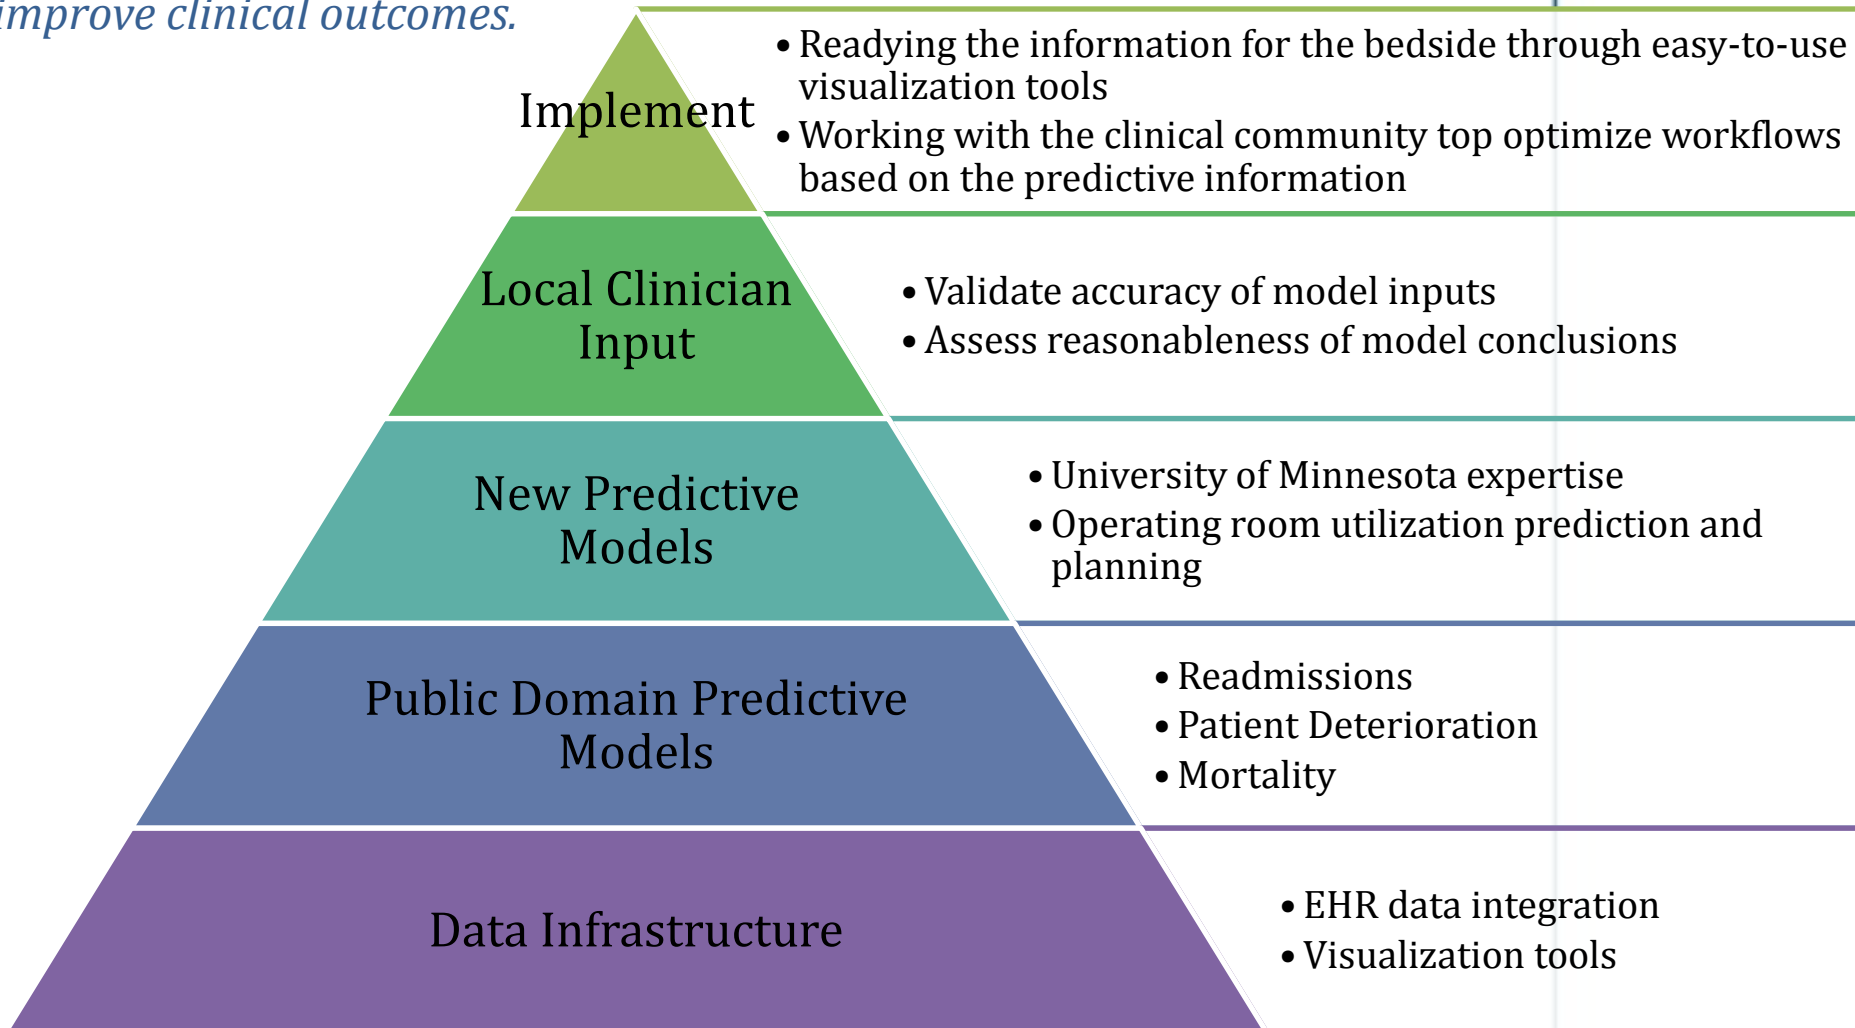 improve clinical outcomes.
Implement
• Readying the information for the bedside through easy-to-use
visualization tools
• Working with the clinical community top optimize workflows
based on the predictive information
Local Clinician
Input
• Validate accuracy of model inputs
• Assess reasonableness of model conclusions
New Predictive
Models
• University of Minnesota expertise
• Operating room utilization prediction and
planning
Public Domain Predictive
Models
• Readmissions
• Patient Deterioration
• Mortality
Data Infrastructure
• EHR data integration
• Visualization tools